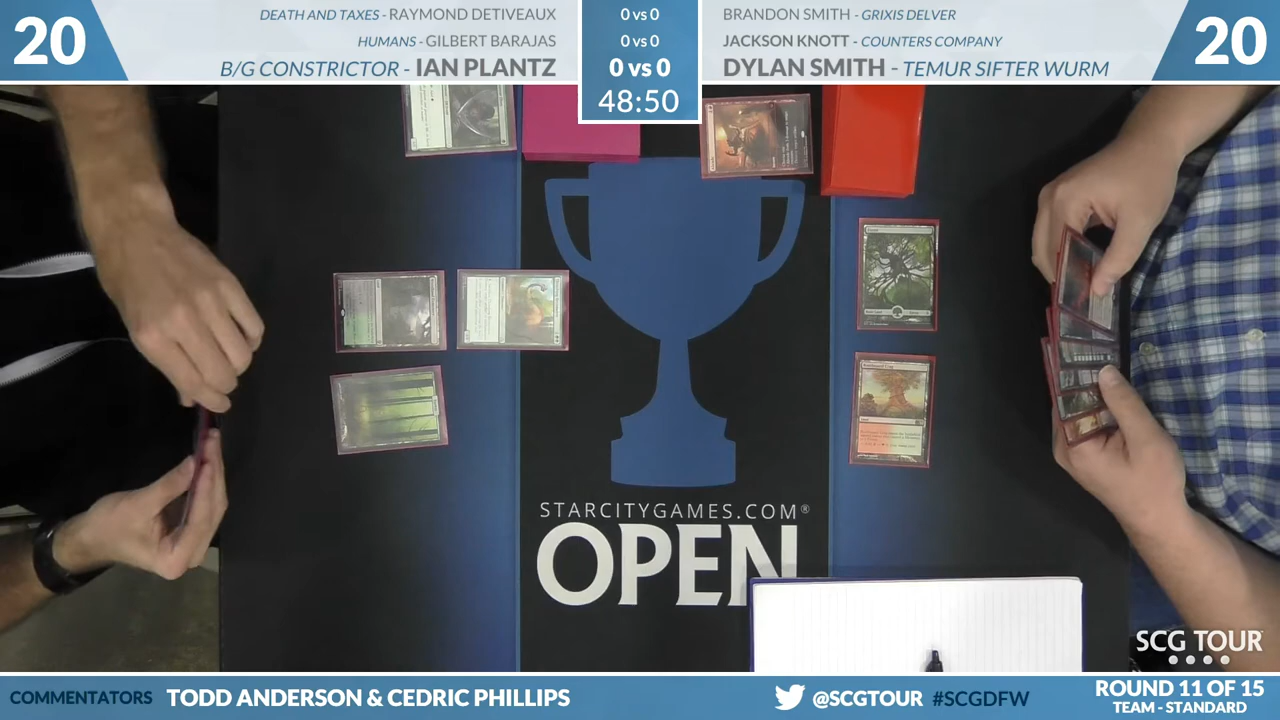 20
DEATH AND TAXES - RAYMOND DETIVEAUX
HUMANS - GILBERT BARAJAS
B/G CONSTRICTOR - IAN PLANTZ
0 vs 0
0 vs 0
0 vs 0
48:50
BRANDON SMITH - GRIXIS DELVER
JACKSON KNOTT - COUNTERS COMPANY
DYLAN SMITH - TEMUR SIFTER WURM
20
STARCITYGAMES.COM®
OPEN
SCG TOUR
COMMENTATORS TODD ANDERSON & CEDRIC PHILLIPS
@SCGTOUR #SCGDFW
ROUND 11 OF 15
TEAM - STANDARD